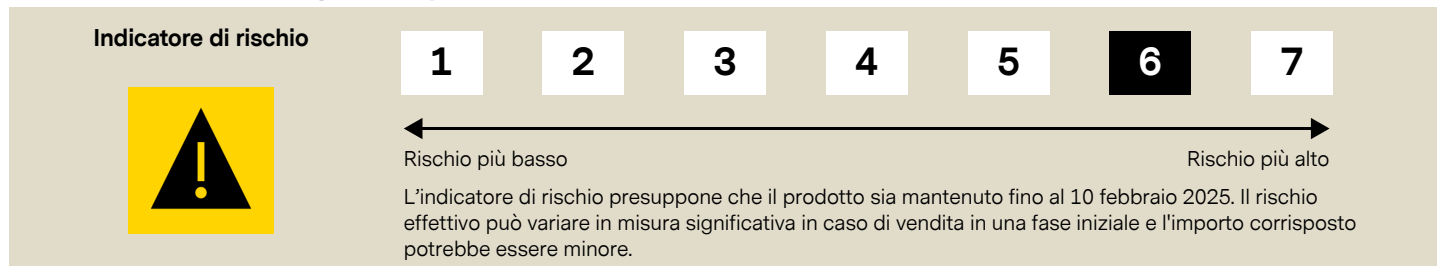 Indicatore di rischio
1 2 3 4 5 6 7
Rischio più basso Rischio più alto
L'indicatore di rischio presuppone che il prodotto sia mantenuto fino al 10 febbraio 2025. Il rischio
effettivo può variare in misura significativa in caso di vendita in una fase iniziale e l'importo corrisposto
potrebbe essere minore.